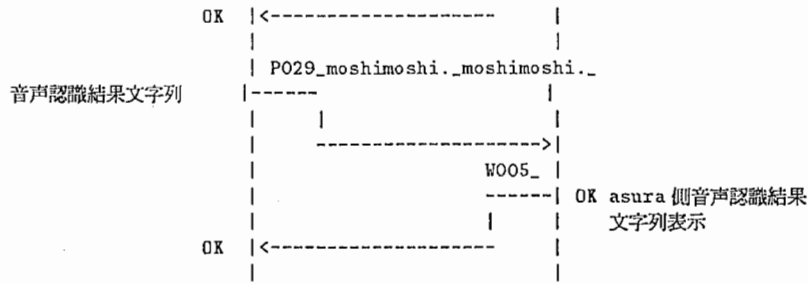 OK |<--------------------- |
| |
| P029_moshimoshi._moshimoshi._
音声認識結果文字列 |------ |
| | |
| --------------------->|
| W005_ |
| ------| OK asura 側音声認識結果
| | | 文字列表示
OK |<--------------------- |
| |